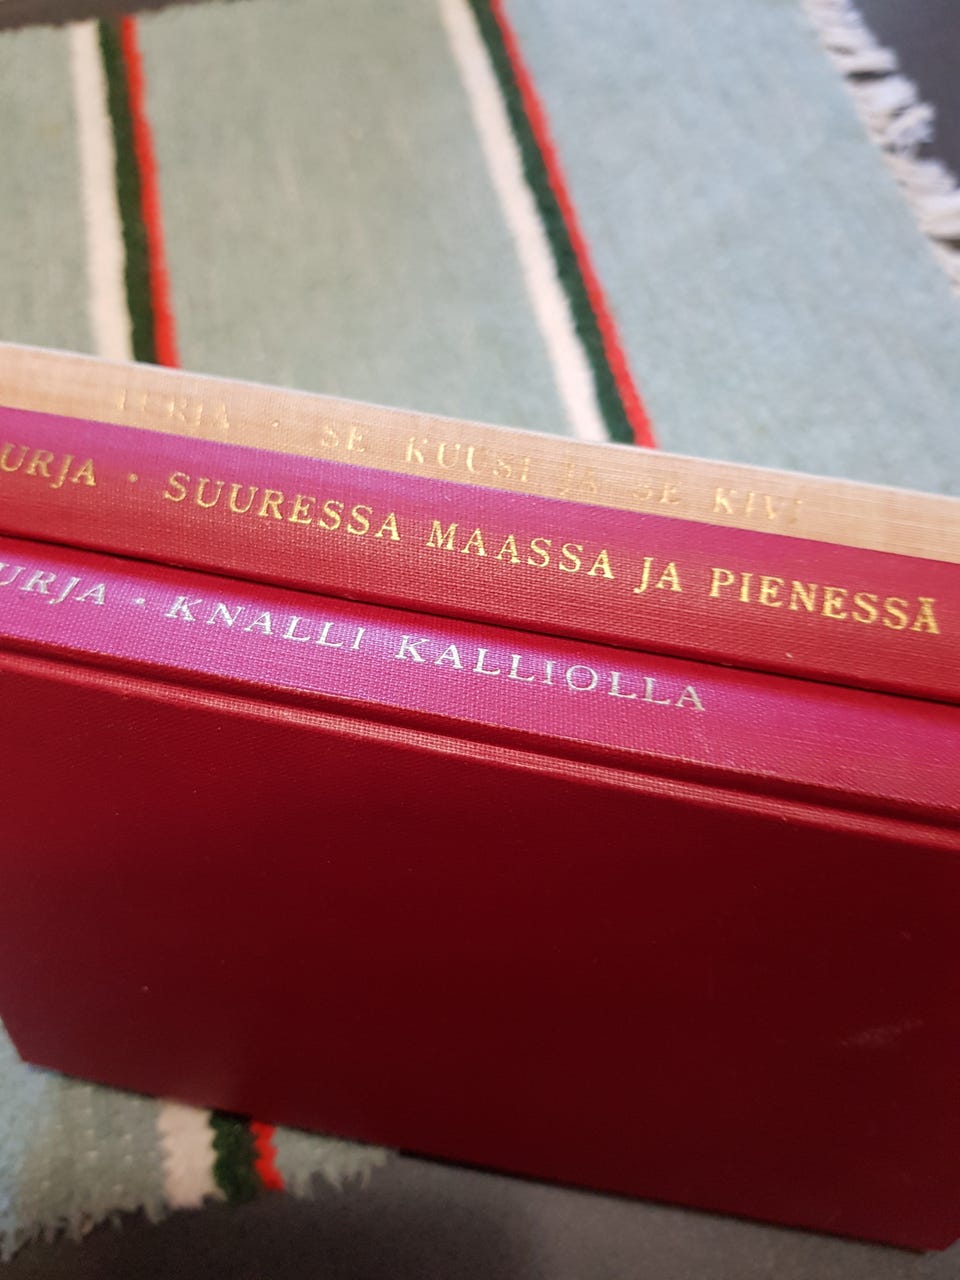 SE KUUSI JA SE KIVI
URJA · SUURESSA MAASSA JA PIENESSÄ
URJA · KNALLI KALLIOLLA